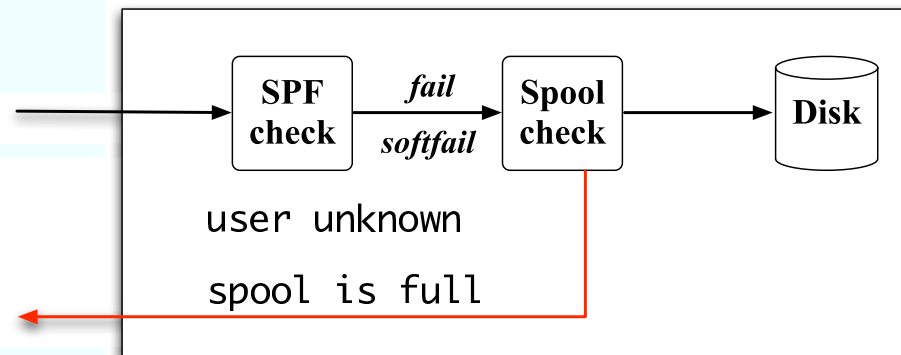 SPF
check
fail
softfail
Spool
check
Disk
user unknown
spool is full